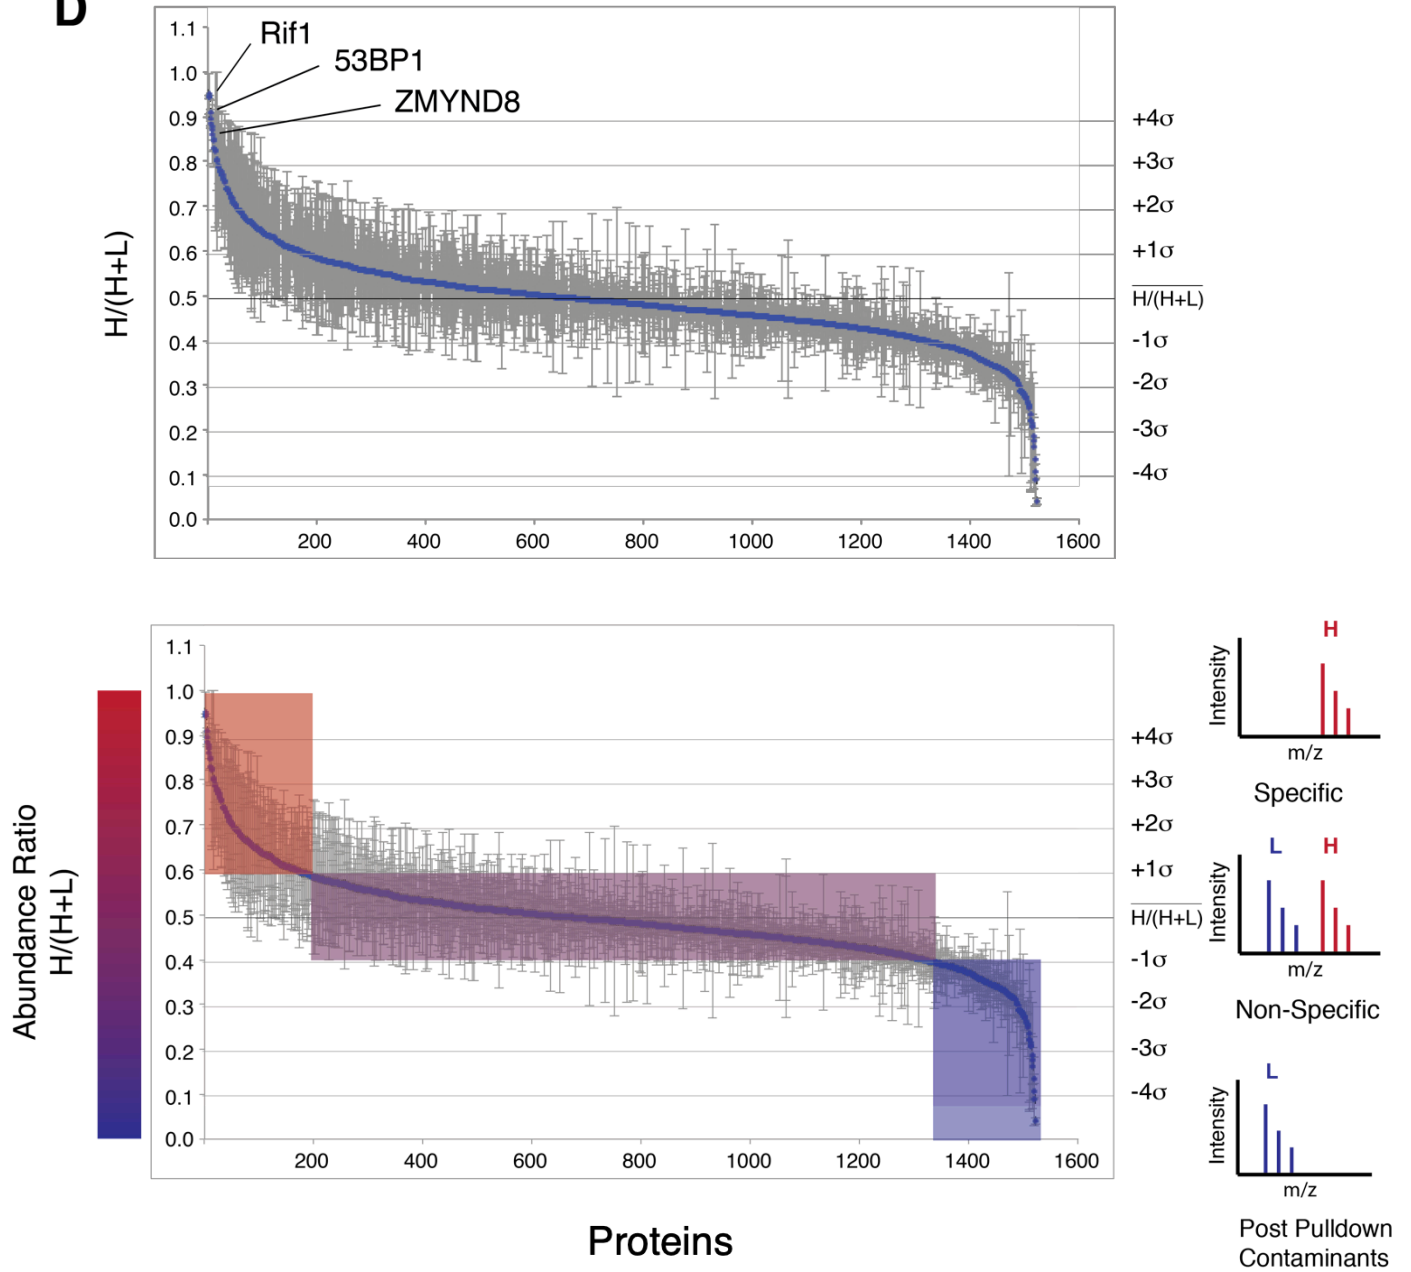 D
Rif1
53BP1
ZMYND8
H/(H+L)
1.1
1.0
0.9
0.8
0.7
0.6
0.5
0.4
0.3
0.2
0.1
0.0
200 400 600 800 1000 1200 1400 1600
+4σ
+3σ
+2σ
+1σ
H/(H+L)
-1σ
-2σ
-3σ
-4σ
Abundance Ratio
H/(H+L)
1.1
1.0
0.9
0.8
0.7
0.6
0.5
0.4
0.3
0.2
0.1
0.0
200 400 600 800 1000 1200 1400 1600
+4σ
+3σ
+2σ
+1σ
H/(H+L)
-1σ
-2σ
-3σ
-4σ
Proteins
H
Intensity
m/z
Specific
L H
Intensity
m/z
Non-Specific
L
Intensity
m/z
Post Pulldown
Contaminants